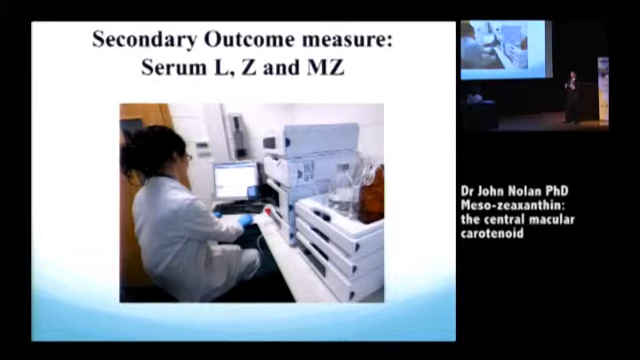 Secondary Outcome measure:
Serum L, Z and MZ
Dr John Nolan PhD
Meso-zeaxanthin:
the central macular
carotenoid